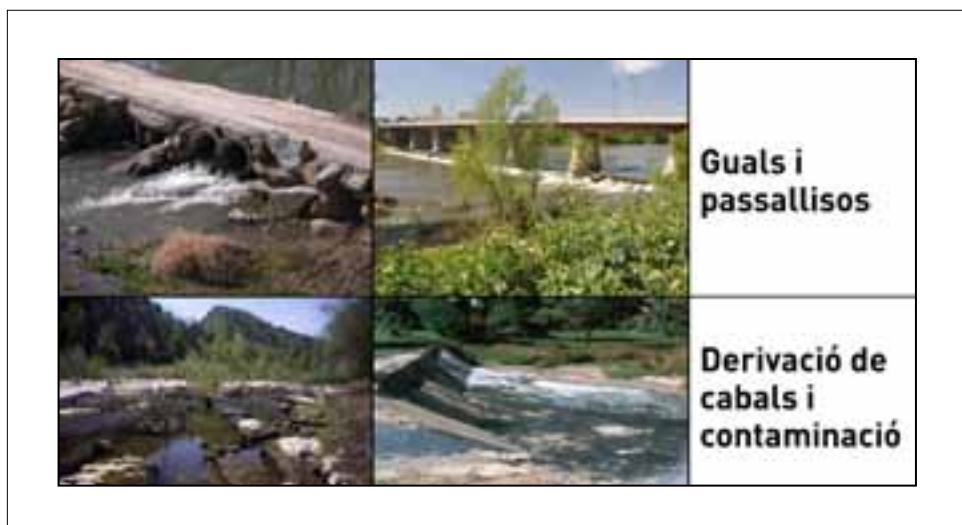 Guals i
passallisos
Derivació de
cabals i
contaminació